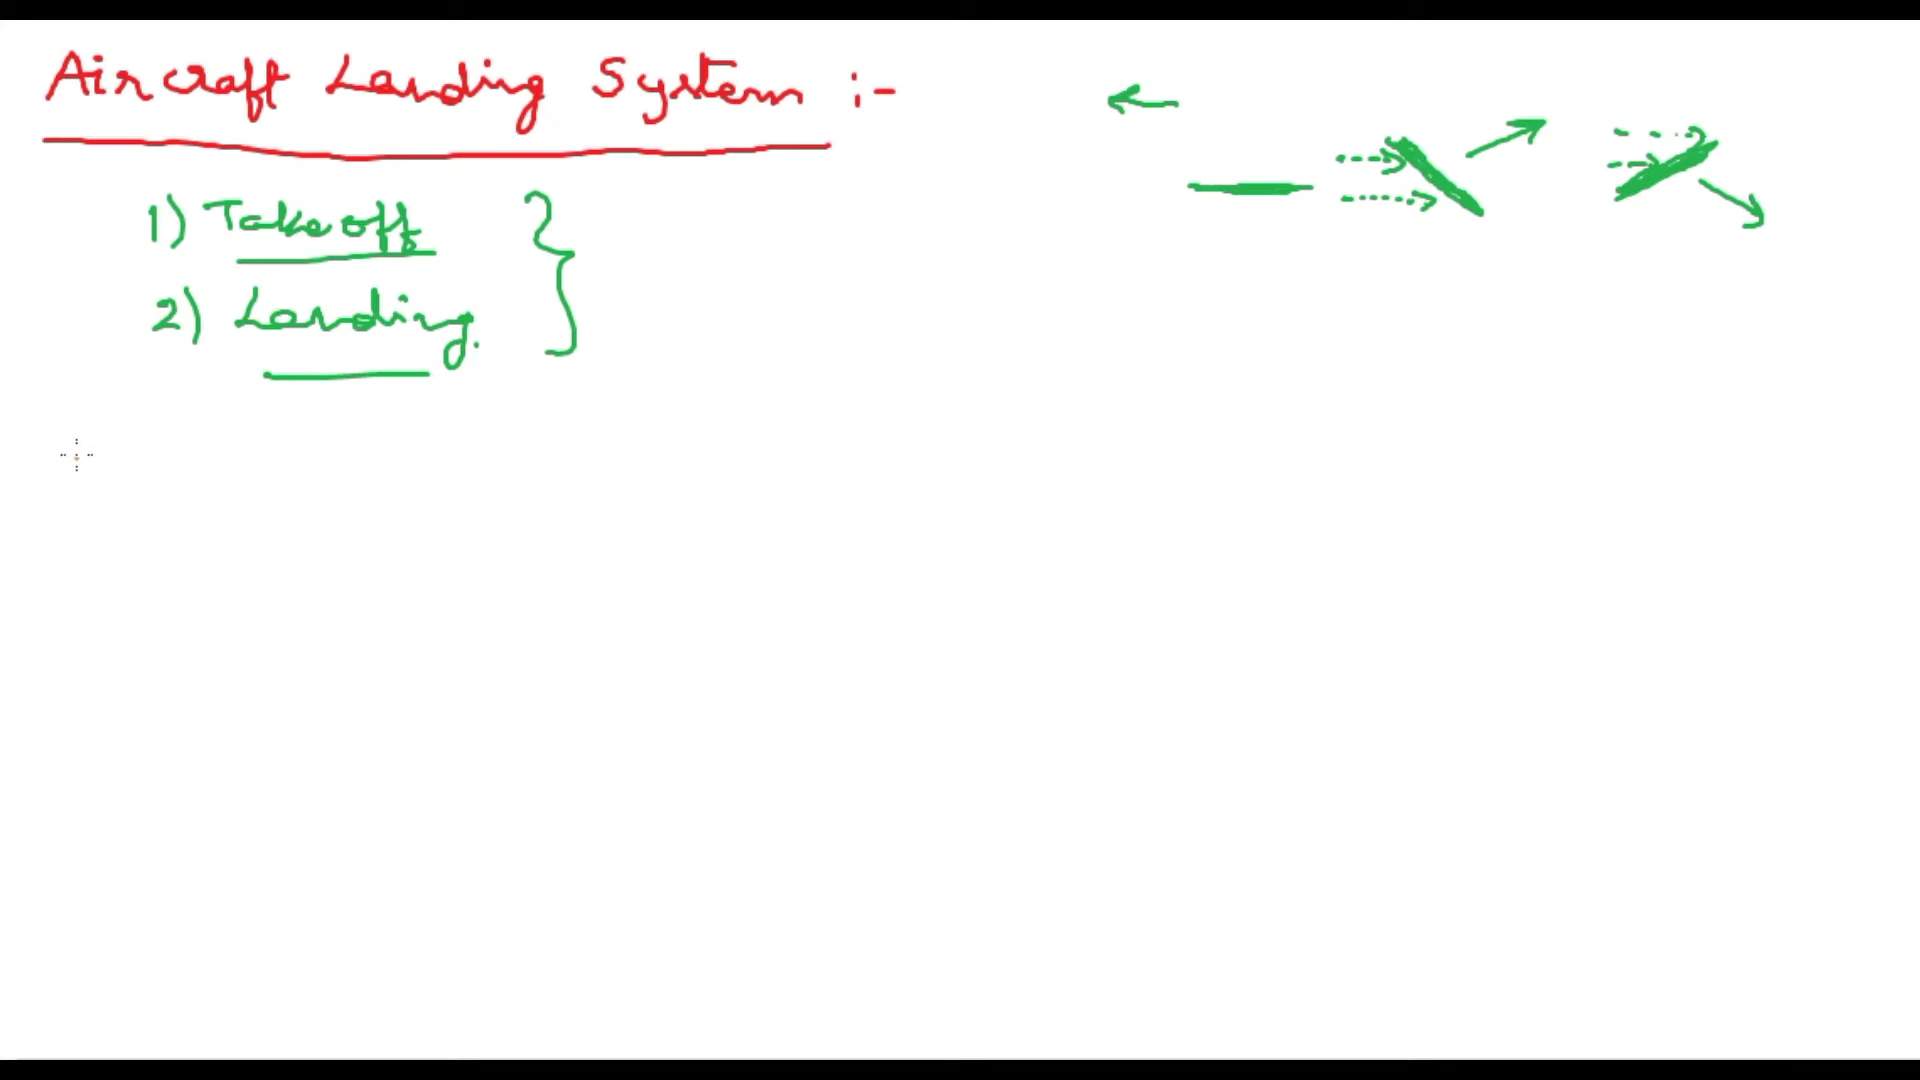 Aircraft Landing System :-
1) Takeoff
2) Landing.